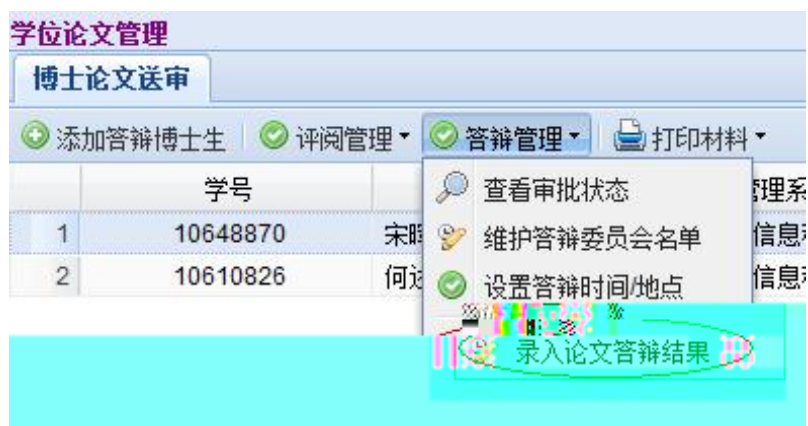 学位论文管理
博士论文送审
添加答辩博士生 评阅管理 答辩管理 打印材料
学号
查看审批状态
管理系
1 10648870 宋
维护答辩委员会名单
信息
2 10610826 何
设置答辩时间/地点
信息
录入论文答辩结果